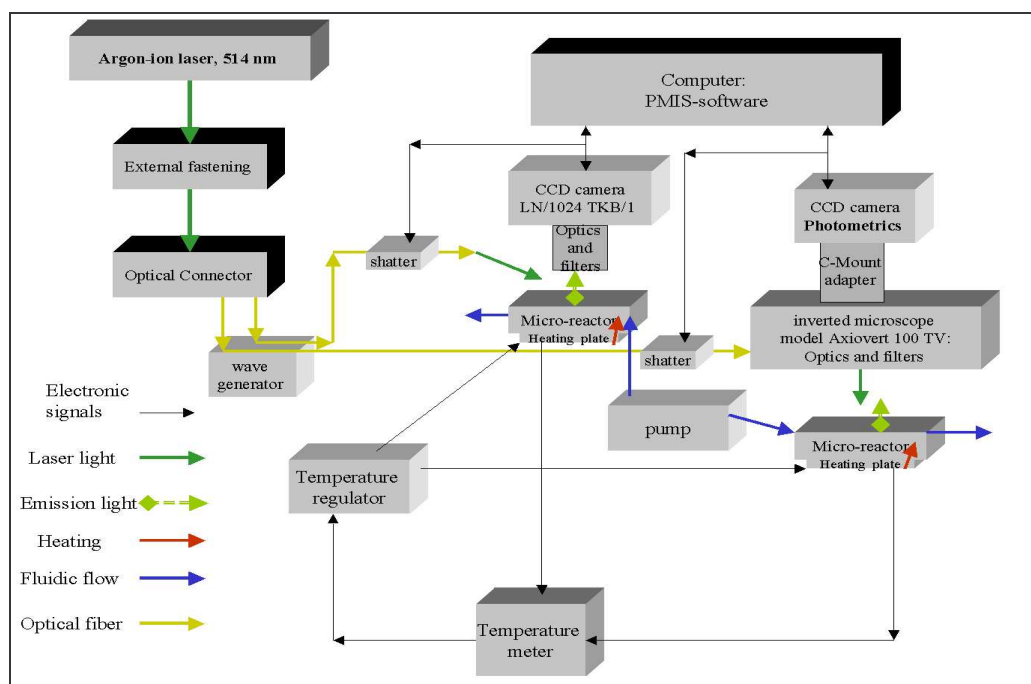 Argon-ion laser, 514 nm
External fastening
Optical Connector
wave
generator
shatter
Computer:
PMIS-software
CCD camera
LN/1024 TKB/1
Optics
and
filters
CCD camera
Photometrics
C-Mount
adapter
Micro-reactor
Heating plate
shatter
inverted microscope
model Axiovert 100 TV:
Optics and filters
pump
Micro-reactor
Heating plate
Temperature
regulator
Temperature
meter
Electronic
signals
Laser light
Emission light
Heating
Fluidic flow
Optical fiber